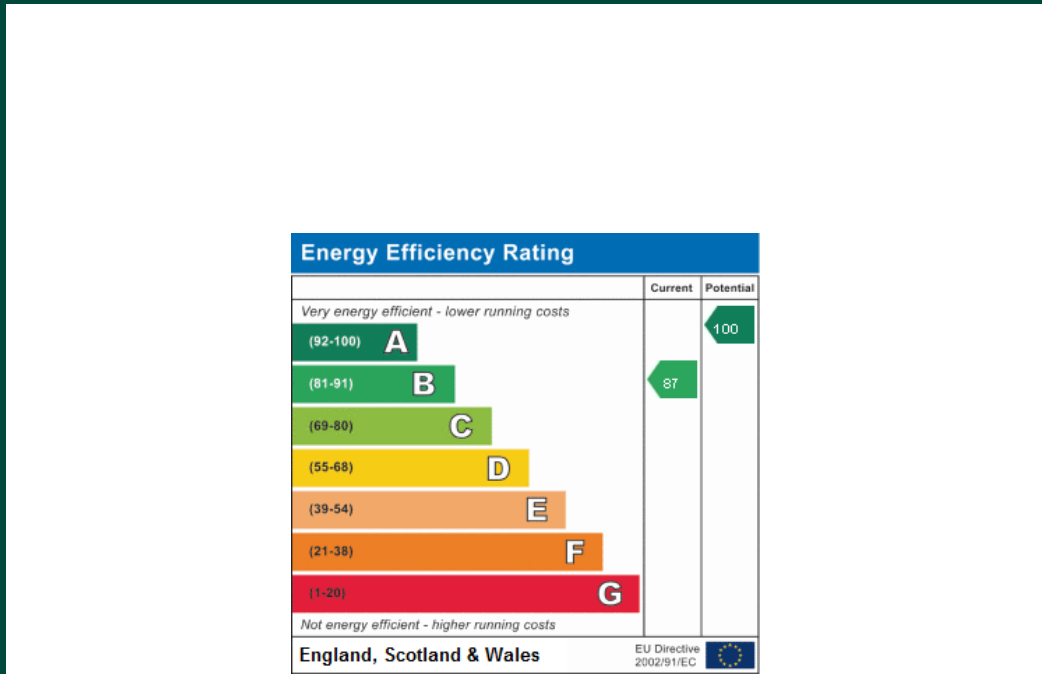 Energy Efficiency Rating
Current Potential
Very energy efficient - lower running costs
100
(92-100) A
(81-91) B
87
(69-80) C
(55-68) D
(39-54) E
(21-38) F
(1-20) G
Not energy efficient - higher running costs
England, Scotland & Wales
EU Directive
2002/91/EC